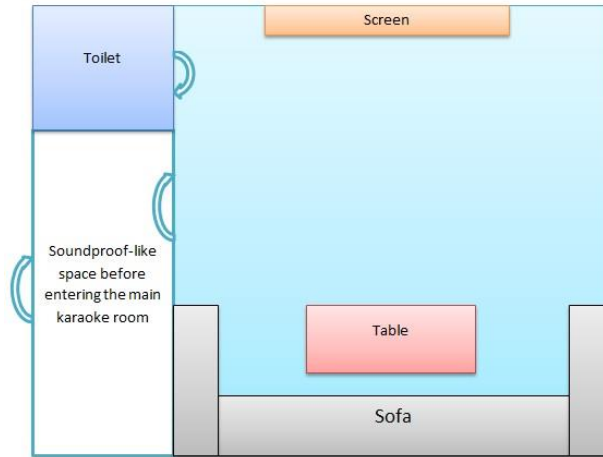 Screen
Toilet
Soundproof-like
space before
entering the main
karaoke room
Table
Sofa